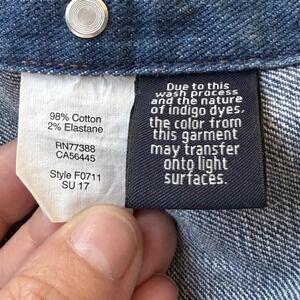 98% Cotton
2% Elastane
RN77388
CA56445
Style F0711
SU 17
Due to this
wash process
and the nature
of indigo dyes,
the color from
this garment
may transfer
onto light
surfaces.